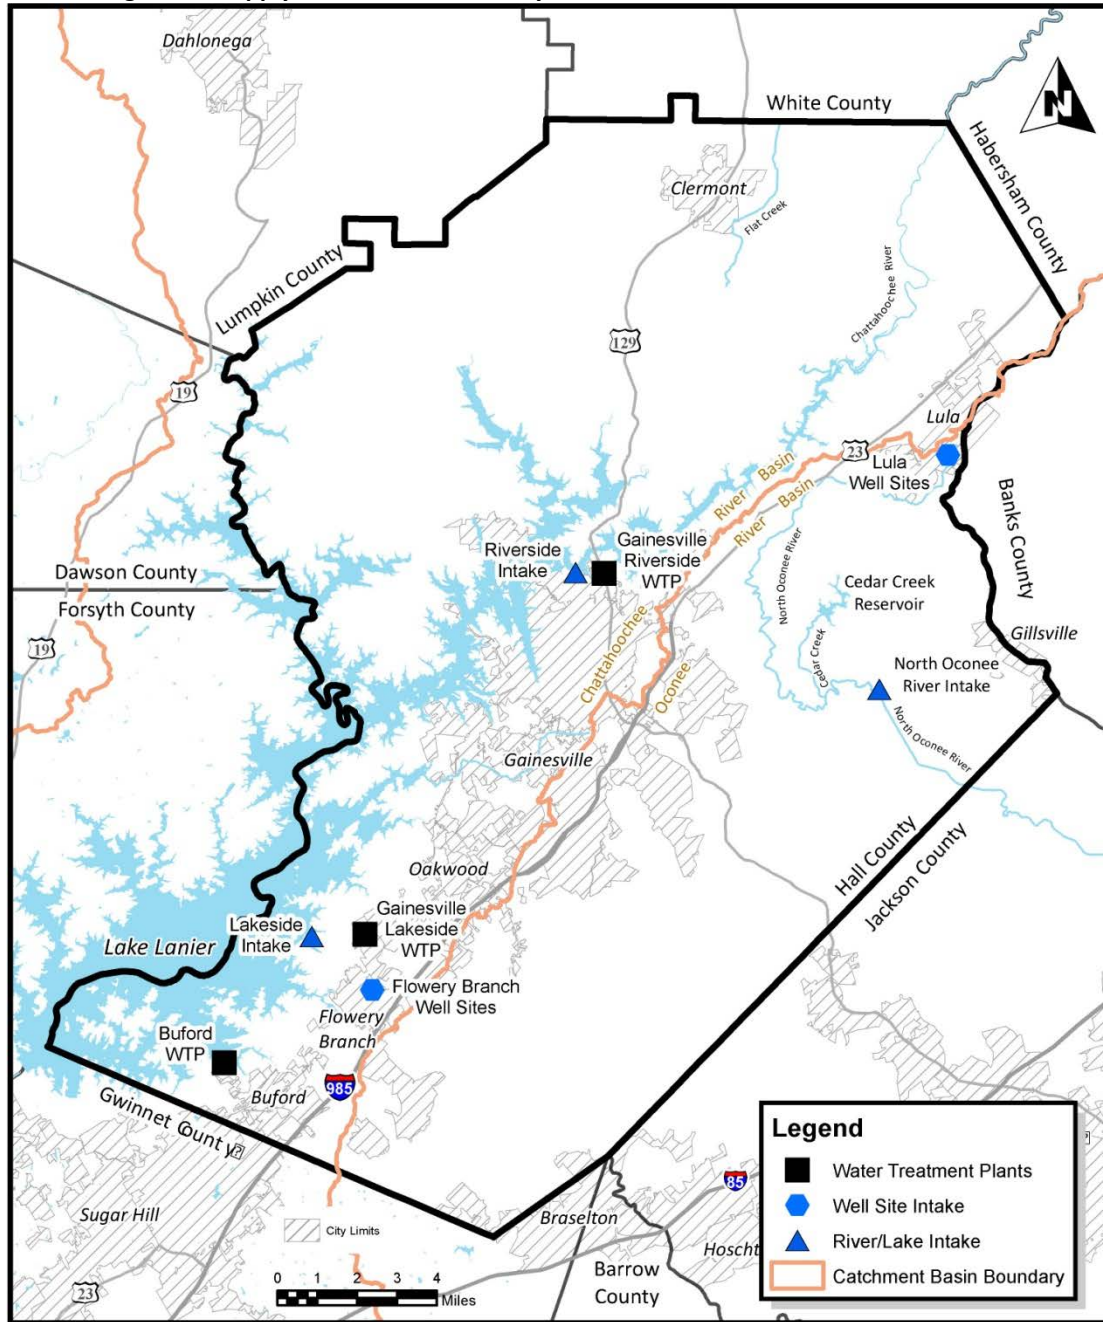 Dahlonega
White County
N
Habersham County
Clermont
Flat Creek
Chattahoochee River
Lumpkin County
129
19
Lula
23
Lula
Well Sites
River Basin
River Basin
Banks County
Riverside
Intake
Gainesville
Riverside
WTP
North Oconee River
Dawson County
Forsyth County
Cedar Creek
Reservoir
Chattahoochee
Oconee
Cedar Creek
Gillsville
19
North Oconee
River Intake
North Oconee River
Gainesville
Hall County
Jackson County
Oakwood
Gainesville
Lakeside
WTP
Lakeside
Intake
Lake Lanier
Flowery Branch
Well Sites
Flowery
Branch
Buford
WTP
985
Buford
Gwinnet County
Legend
Water Treatment Plants
Well Site Intake
River/Lake Intake
Catchment Basin Boundary
85
Sugar Hill
City Limits
Braselton
Hoscht
Barrow
County
0 1 2 3 4
Miles
23